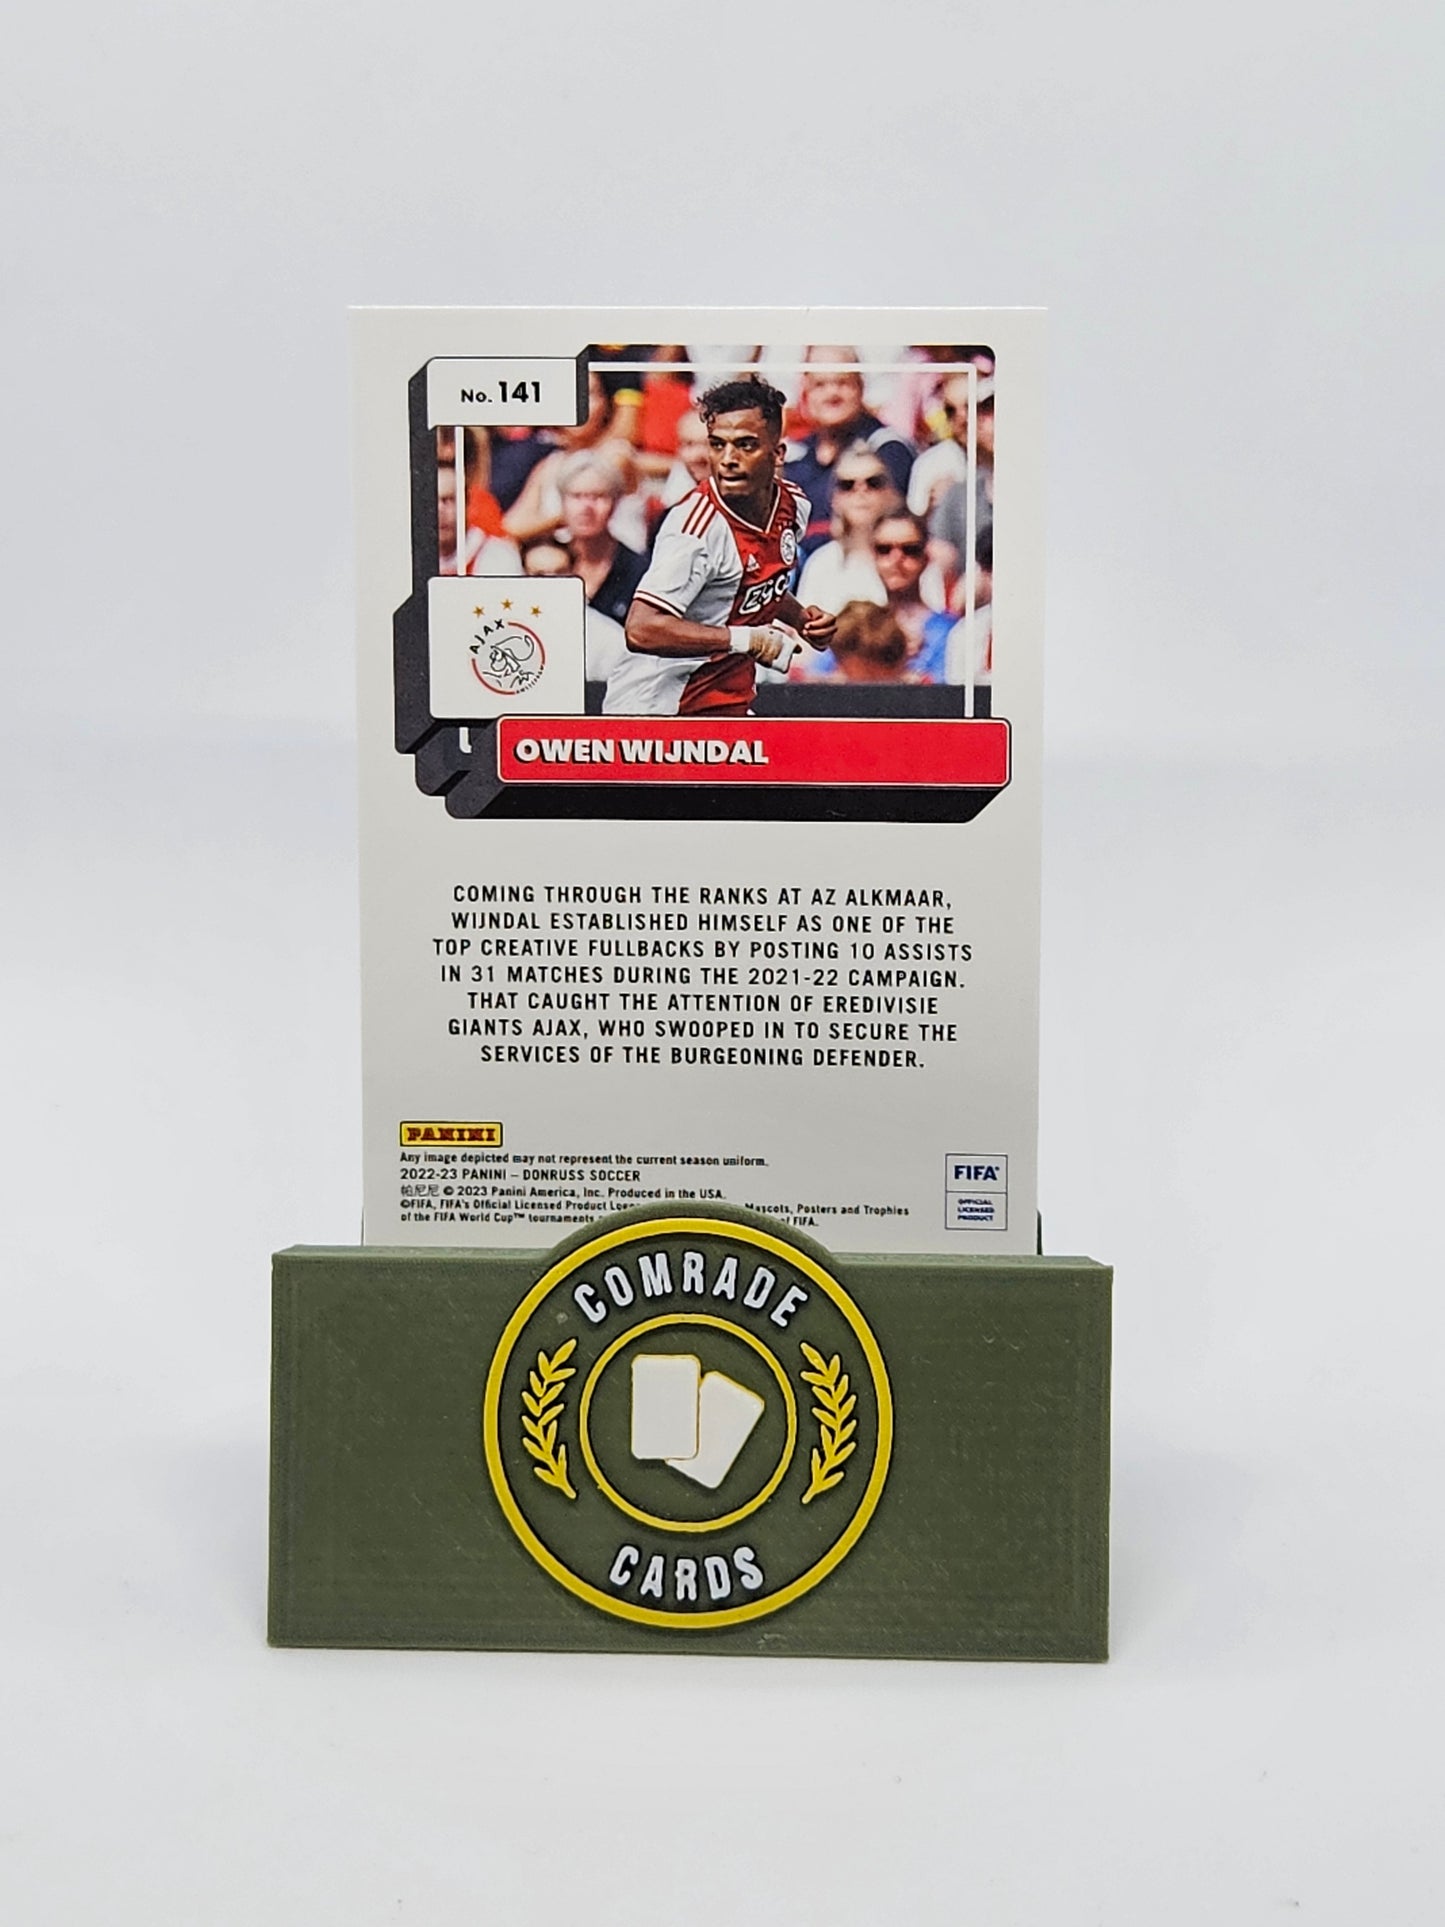 No. 141
AJAX
OWEN WIJNDAL
COMING THROUGH THE RANKS AT AZ ALKMAAR,
WIJNDAL ESTABLISHED HIMSELF AS ONE OF THE
TOP CREATIVE FULLBACKS BY POSTING 10 ASSISTS
IN 31 MATCHES DURING THE 2021-22 CAMPAIGN.
THAT CAUGHT THE ATTENTION OF EREDIVISIE
GIANTS AJAX, WHO SWOOPED IN TO SECURE THE
SERVICES OF THE BURGEONING DEFENDER.
PANINI
Any image depicted may not represent the current season uniform.
2022-23 PANINI – DONRUSS SOCCER
帕尼尼 © 2023 Panini America, Inc. Produced in the USA.
©FIFA, FIFA's Official Licensed Product Mascots, Posters and Trophies
of the FIFA World Cup™ tournaments of FIFA.
FIFA
OFFICIAL
LICENSED
PRODUCT
COMRADE
CARDS